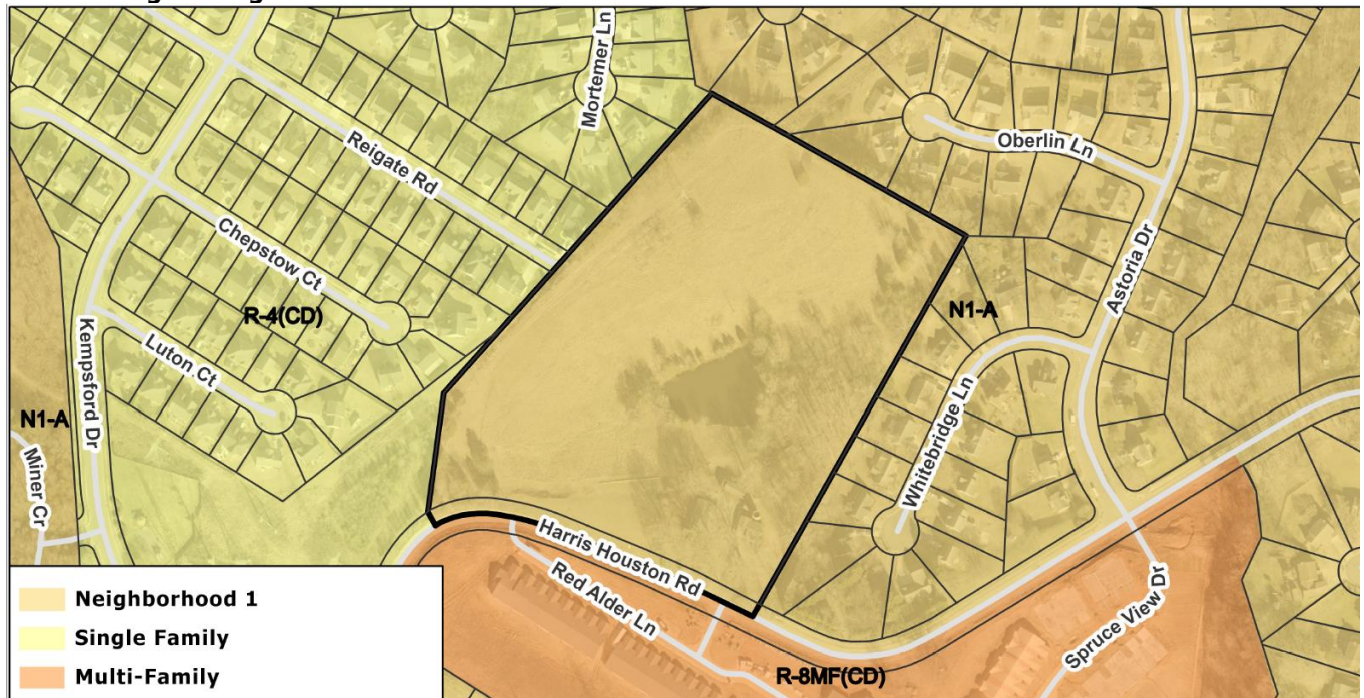 Mortemer Ln
Reigate Rd
Oberlin Ln
Chepstow Ct
R-4(CD)
Astoria Dr
N1-A
Luton Ct
Kempsford Dr
N1-A
Whitebridge Ln
Miner Cr
Harris Houston Rd
Red Alder Ln
Spruce View Dr
R-8MF(CD)
Neighborhood 1
Single Family
Multi-Family